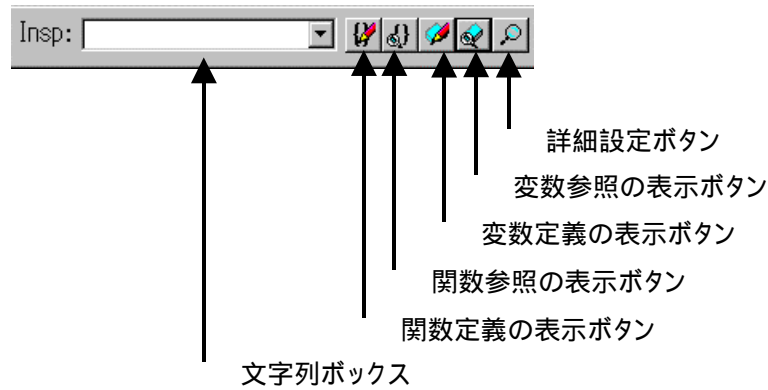 Insp:
詳細設定ボタン
変数参照の表示ボタン
変数定義の表示ボタン
関数参照の表示ボタン
関数定義の表示ボタン
文字列ボックス